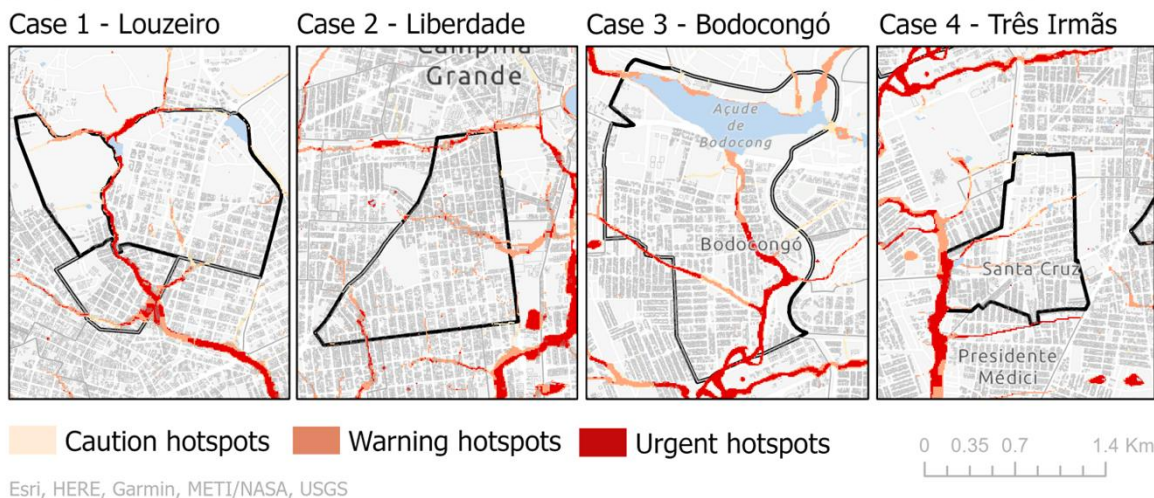 Case 1 - Louzeiro
Case 2 - Liberdade
Case 3 - Bodocongó
Case 4 - Três Irmãs
Campina
Grande
Açude
de
Bodocong
Bodocongó
Santa Cruz
Presidente
Médici
Caution hotspots
Warning hotspots
Urgent hotspots
0 0.35 0.7 1.4 Km
Esri, HERE, Garmin, METI/NASA, USGS